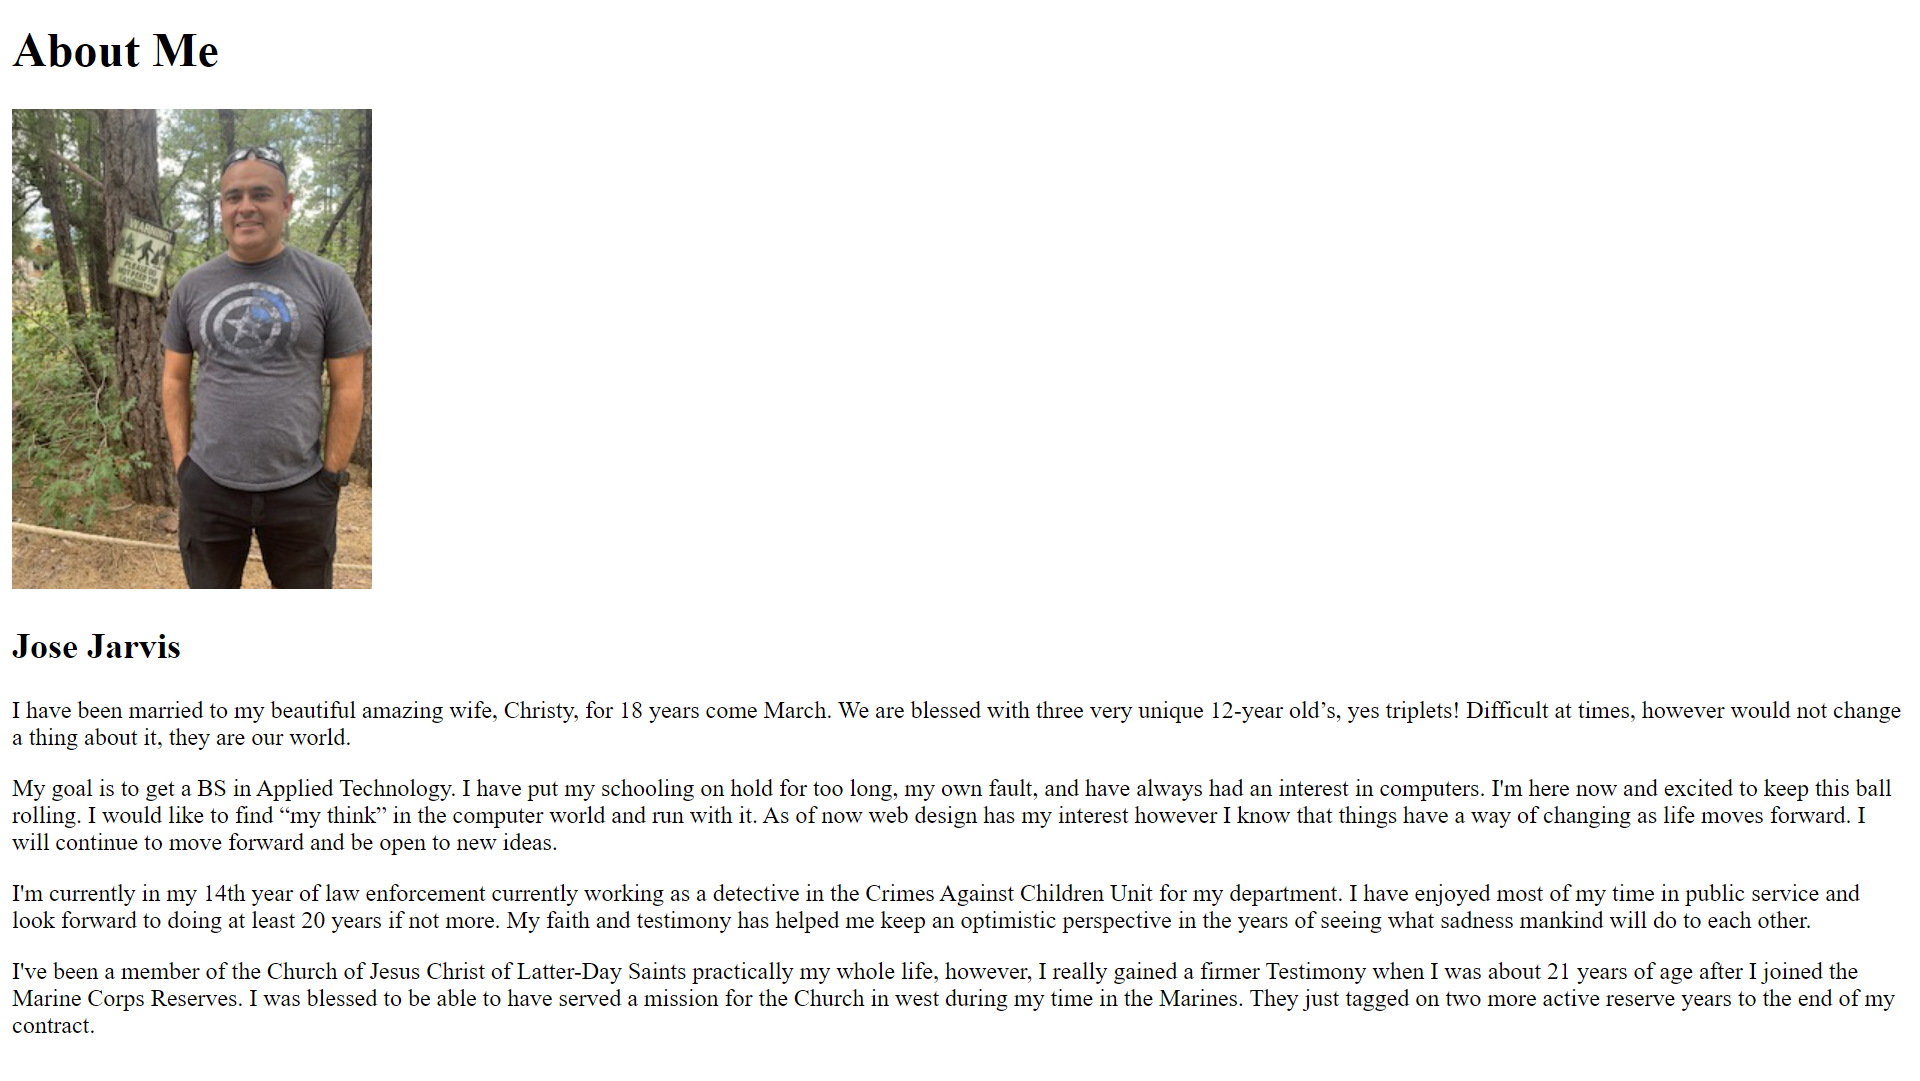 About Me
WARNING!
PLEASE DO
NOT FEED THE
SASQUATCH
Jose Jarvis
I have been married to my beautiful amazing wife, Christy, for 18 years come March. We are blessed with three very unique 12-year old’s, yes triplets! Difficult at times, however would not change
a thing about it, they are our world.
My goal is to get a BS in Applied Technology. I have put my schooling on hold for too long, my own fault, and have always had an interest in computers. I'm here now and excited to keep this ball
rolling. I would like to find “my think” in the computer world and run with it. As of now web design has my interest however I know that things have a way of changing as life moves forward. I
will continue to move forward and be open to new ideas.
I'm currently in my 14th year of law enforcement currently working as a detective in the Crimes Against Children Unit for my department. I have enjoyed most of my time in public service and
look forward to doing at least 20 years if not more. My faith and testimony has helped me keep an optimistic perspective in the years of seeing what sadness mankind will do to each other.
I've been a member of the Church of Jesus Christ of Latter-Day Saints practically my whole life, however, I really gained a firmer Testimony when I was about 21 years of age after I joined the
Marine Corps Reserves. I was blessed to be able to have served a mission for the Church in west during my time in the Marines. They just tagged on two more active reserve years to the end of my
contract.